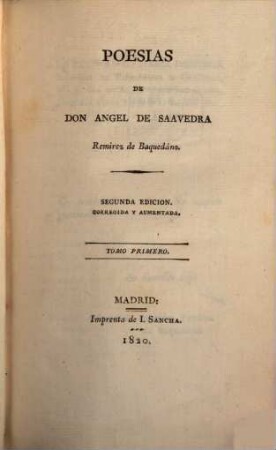 POESIAS
DE
DON ANGEL DE SAAVEDRA
Remirez de Baquedáno.
SEGUNDA EDICION.
CORREGIDA Y AUMENTADA.
TOMO PRIMERO.
MADRID:
Imprenta de I. SANCHA.
1820.